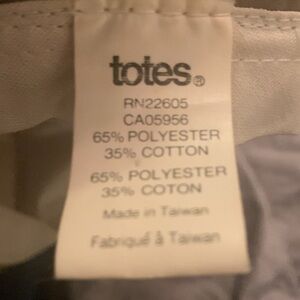 totes®
RN22605
CA05956
65% POLYESTER
35% COTTON
65% POLYESTER
35% COTON
Made in Taiwan
Fabriqué à Taiwan